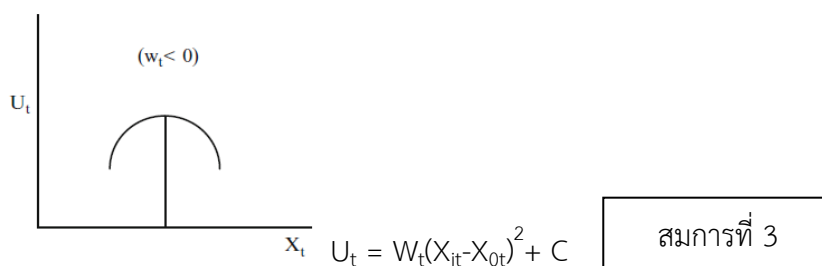 (wₜ< 0)
Uₜ
Xₜ
Uₜ = Wₜ(Xᵢₜ-X₀ₜ)²+ C
สมการที่ 3